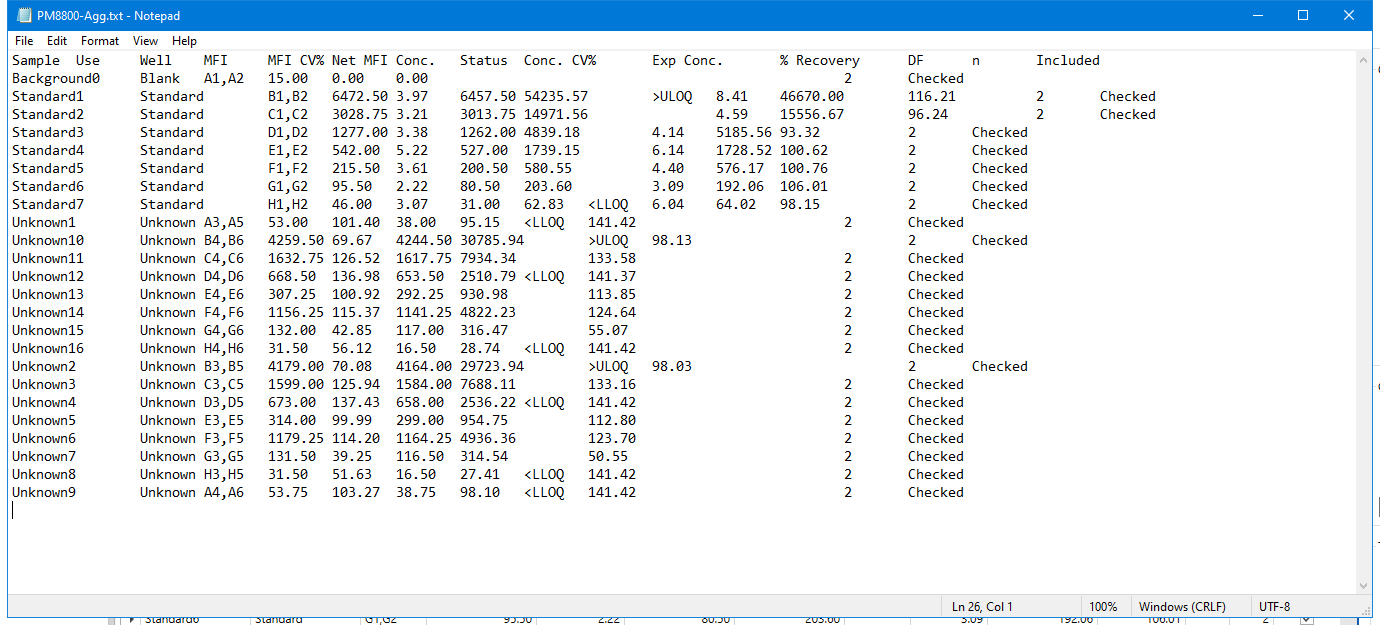 PM8800-Agg.txt - Notepad
File Edit Format View Help
Sample Use Well MFI MFI CV% Net MFI Conc. Status Conc. CV% Exp Conc. % Recovery DF n Included
Background0 Blank A1,A2 15.00 0.00 0.00 2 Checked
Standard1 Standard B1,B2 6472.50 3.97 6457.50 54235.57 >ULOQ 8.41 46670.00 116.21 2 Checked
Standard2 Standard C1,C2 3028.75 3.21 3013.75 14971.56 4.59 15556.67 96.24 2 Checked
Standard3 Standard D1,D2 1277.00 3.38 1262.00 4839.18 4.14 5185.56 93.32 2 Checked
Standard4 Standard E1,E2 542.00 5.22 527.00 1739.15 6.14 1728.52 100.62 2 Checked
Standard5 Standard F1,F2 215.50 3.61 200.50 580.55 4.40 576.17 100.76 2 Checked
Standard6 Standard G1,G2 95.50 2.22 80.50 203.60 3.09 192.06 106.01 2 Checked
Standard7 Standard H1,H2 46.00 3.07 31.00 62.83 <LLOQ 6.04 64.02 98.15 2 Checked
Unknown1 Unknown A3,A5 53.00 101.40 38.00 95.15 <LLOQ 141.42 2 Checked
Unknown10 Unknown B4,B6 4259.50 69.67 4244.50 30785.94 >ULOQ 98.13 2 Checked
Unknown11 Unknown C4,C6 1632.75 126.52 1617.75 7934.34 133.58 2 Checked
Unknown12 Unknown D4,D6 668.50 136.98 653.50 2510.79 <LLOQ 141.37 2 Checked
Unknown13 Unknown E4,E6 307.25 100.92 292.25 930.98 113.85 2 Checked
Unknown14 Unknown F4,F6 1156.25 115.37 1141.25 4822.23 124.64 2 Checked
Unknown15 Unknown G4,G6 132.00 42.85 117.00 316.47 55.07 2 Checked
Unknown16 Unknown H4,H6 31.50 56.12 16.50 28.74 <LLOQ 141.42 2 Checked
Unknown2 Unknown B3,B5 4179.00 70.08 4164.00 29723.94 >ULOQ 98.03 2 Checked
Unknown3 Unknown C3,C5 1599.00 125.94 1584.00 7688.11 133.16 2 Checked
Unknown4 Unknown D3,D5 673.00 137.43 658.00 2536.22 <LLOQ 141.42 2 Checked
Unknown5 Unknown E3,E5 314.00 99.99 299.00 954.75 112.80 2 Checked
Unknown6 Unknown F3,F5 1179.25 114.20 1164.25 4936.36 123.70 2 Checked
Unknown7 Unknown G3,G5 131.50 39.25 116.50 314.54 50.55 2 Checked
Unknown8 Unknown H3,H5 31.50 51.63 16.50 27.41 <LLOQ 141.42 2 Checked
Unknown9 Unknown A4,A6 53.75 103.27 38.75 98.10 <LLOQ 141.42 2 Checked
Ln 26, Col 1 100% Windows (CRLF) UTF-8
Standard6 Standard G1,G2 95.50 2.22 80.50 203.60 3.09 192.06 106.01 2